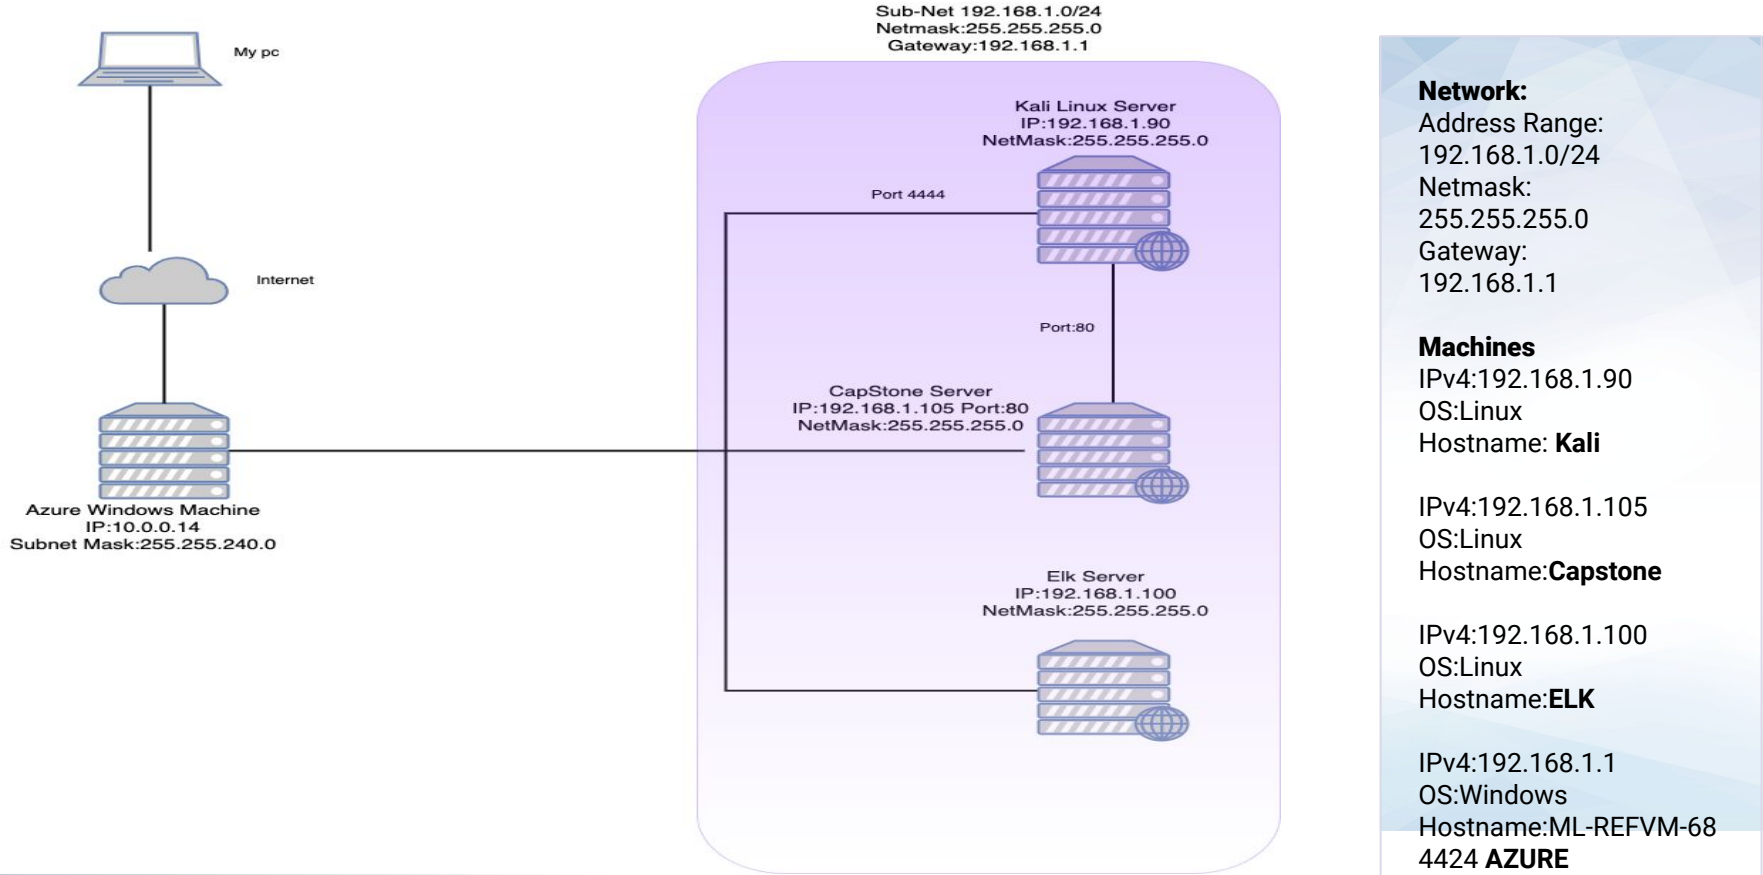 Sub-Net 192.168.1.0/24
Netmask:255.255.255.0
Gateway:192.168.1.1
My pc
Kali Linux Server
IP:192.168.1.90
NetMask:255.255.255.0
Port 4444
Internet
Port:80
CapStone Server
IP:192.168.1.105 Port:80
NetMask:255.255.255.0
Azure Windows Machine
IP:10.0.0.14
Subnet Mask:255.255.240.0
Elk Server
IP:192.168.1.100
NetMask:255.255.255.0
Network:
Address Range:
192.168.1.0/24
Netmask:
255.255.255.0
Gateway:
192.168.1.1
Machines
IPv4:192.168.1.90
OS:Linux
Hostname: Kali
IPv4:192.168.1.105
OS:Linux
Hostname:Capstone
IPv4:192.168.1.100
OS:Linux
Hostname:ELK
IPv4:192.168.1.1
OS:Windows
Hostname:ML-REFVM-68
4424 AZURE